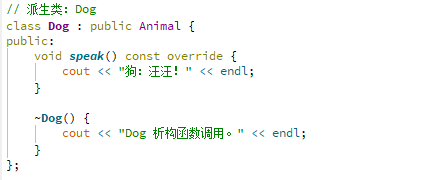 // 派生类：Dog
class Dog : public Animal {
public:
    void speak() const override {
        cout << "狗：汪汪！" << endl;
    }

    ~Dog() {
        cout << "Dog 析构函数调用。" << endl;
    }
};